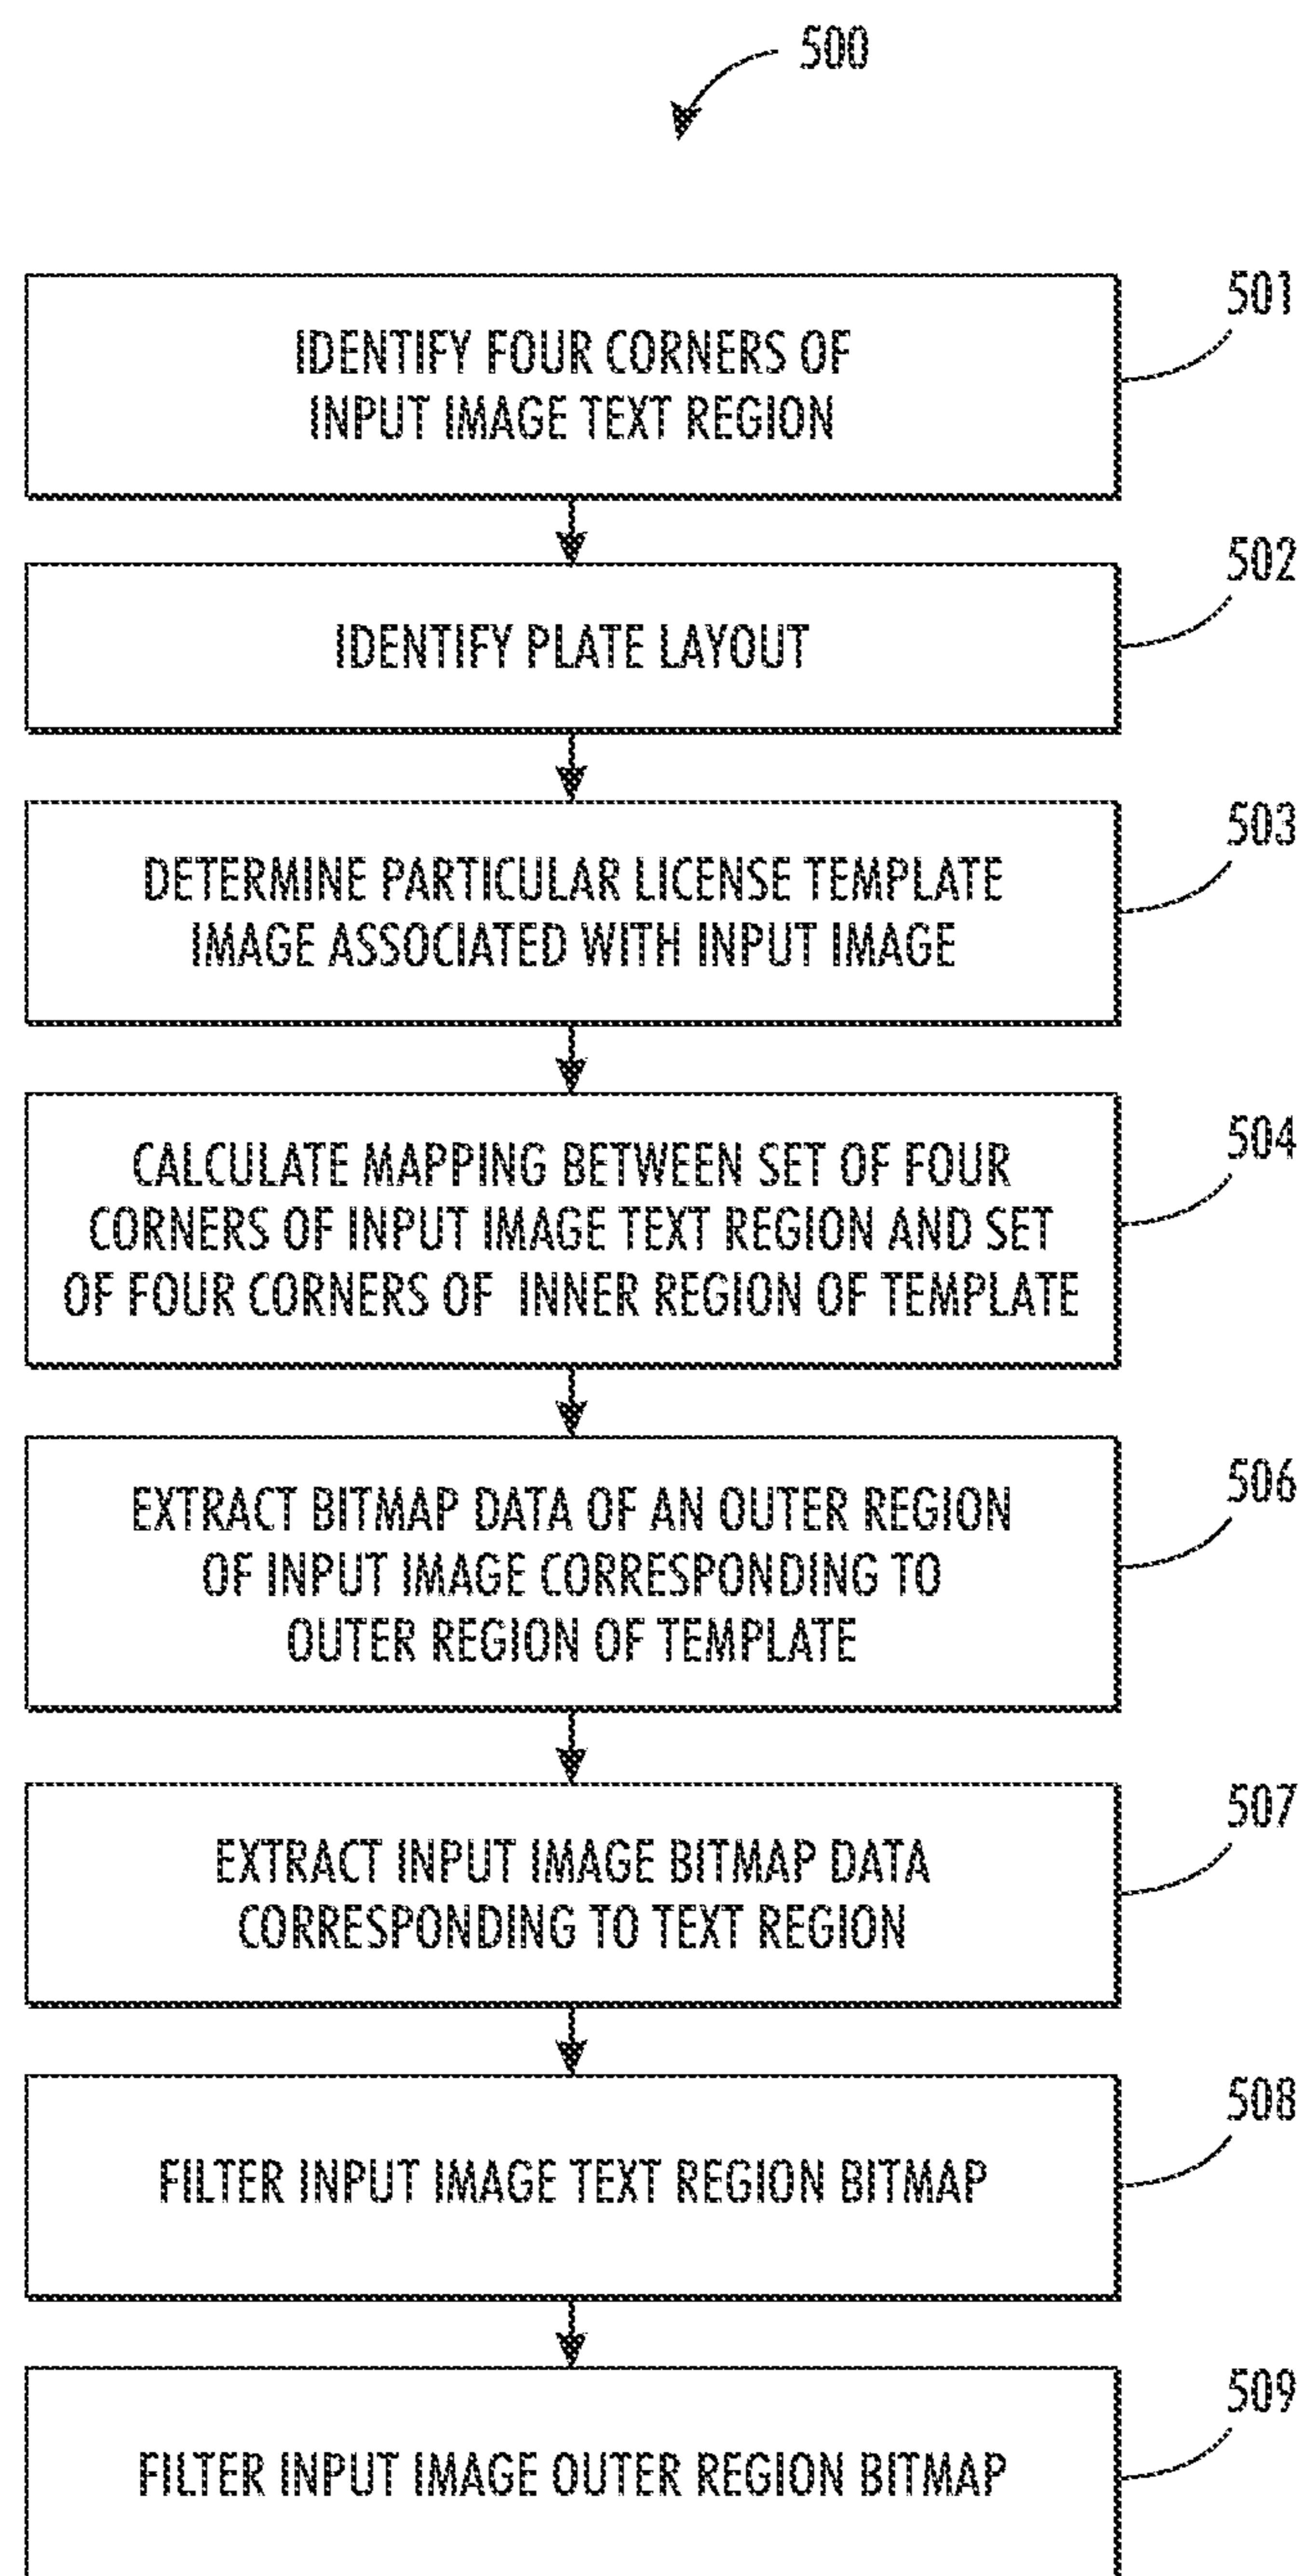 500
501
IDENTIFY FOUR CORNERS OF
INPUT IMAGE TEXT REGION
502
IDENTIFY PLATE LAYOUT
503
DETERMINE PARTICULAR LICENSE TEMPLATE
IMAGE ASSOCIATED WITH INPUT IMAGE
504
CALCULATE MAPPING BETWEEN SET OF FOUR
CORNERS OF INPUT IMAGE TEXT REGION AND SET
OF FOUR CORNERS OF INNER REGION OF TEMPLATE
506
EXTRACT BITMAP DATA OF AN OUTER REGION
OF INPUT IMAGE CORRESPONDING TO
OUTER REGION OF TEMPLATE
507
EXTRACT INPUT IMAGE BITMAP DATA
CORRESPONDING TO TEXT REGION
508
FILTER INPUT IMAGE TEXT REGION BITMAP
509
FILTER INPUT IMAGE OUTER REGION BITMAP